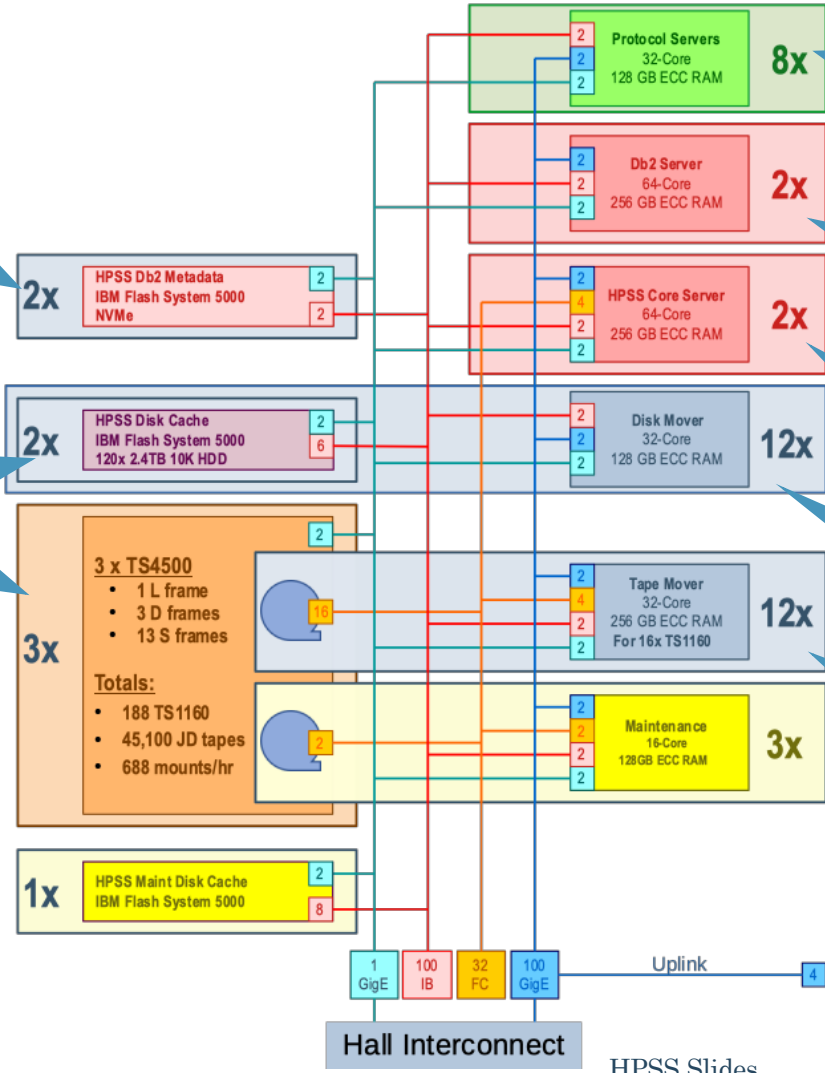 2
2
2
Protocol Servers
32-Core
128 GB ECC RAM
8x
2
2
2
Db2 Server
64-Core
256 GB ECC RAM
2x
2x
HPSS Db2 Metadata
IBM Flash System 5000
NVMe
2
2
2
4
2
2
HPSS Core Server
64-Core
256 GB ECC RAM
2x
2x
HPSS Disk Cache
IBM Flash System 5000
120x 2.4TB 10K HDD
2
6
2
2
2
Disk Mover
32-Core
128 GB ECC RAM
12x
3x
2
3 x TS4500
• 1 L frame
• 3 D frames
• 13 S frames
Totals:
• 188 TS1160
• 45,100 JD tapes
• 688 mounts/hr
16
2
4
2
2
Tape Mover
32-Core
256 GB ECC RAM
For 16x TS1160
12x
2
2
2
2
2
Maintenance
16-Core
128GB ECC RAM
3x
1x
HPSS Maint Disk Cache
IBM Flash System 5000
2
8
1
GigE
100
IB
32
FC
100
GigE
Uplink
4
Hall Interconnect
HPSS Slides